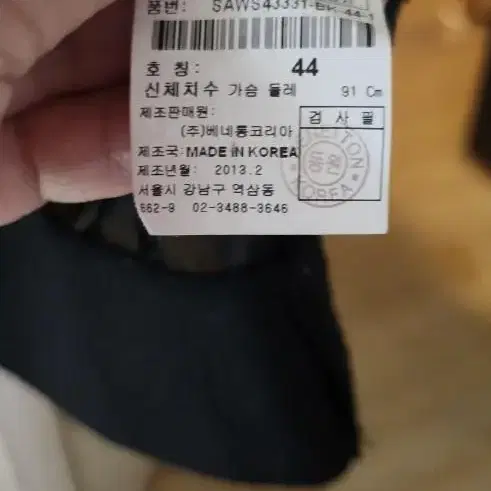 품번: SAWS43331-BK-44-1
호 칭: 44
신체치수 가슴 둘레 91 Cm
제조판매원: 검 사 필
(주)베네통코리아
제조국: MADE IN KOREA
제조년월: 2013.2
서울시 강남구 역삼동
662-9 02-3488-3646
KOREA